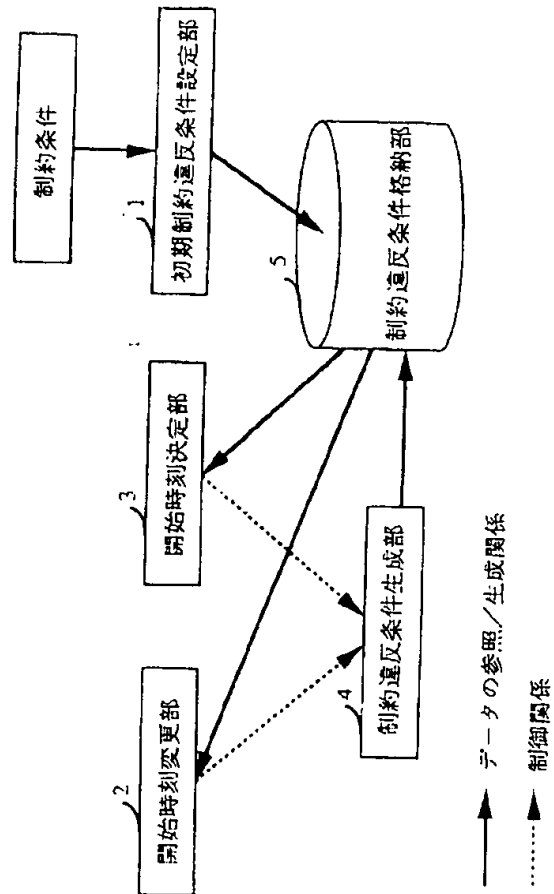 制約条件
1
初期制約違反条件設定部
5
制約違反条件格納部
3
開始時刻決定部
2
開始時刻変更部
4
制約違反条件生成部
データの参照/生成関係
制御関係